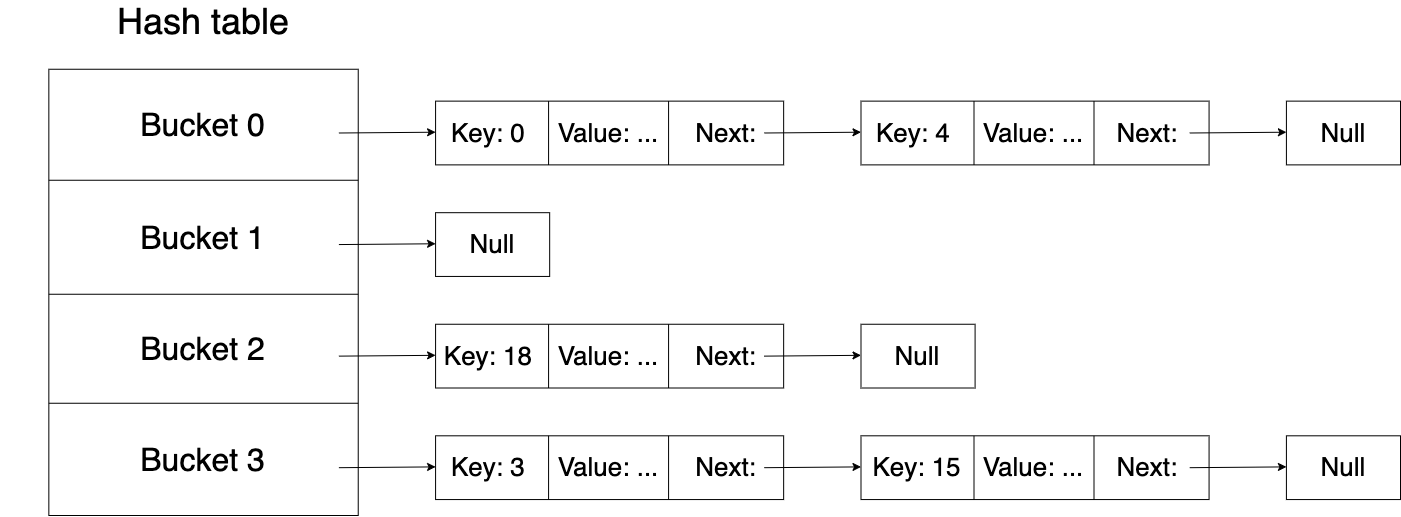 Hash table
Bucket 0 Key: 0 Value: ... Next: Key: 4 Value: ... Next: Null
Bucket 1 Null
Bucket 2 Key: 18 Value: ... Next: Null
Bucket 3 Key: 3 Value: ... Next: Key: 15 Value: ... Next: Null